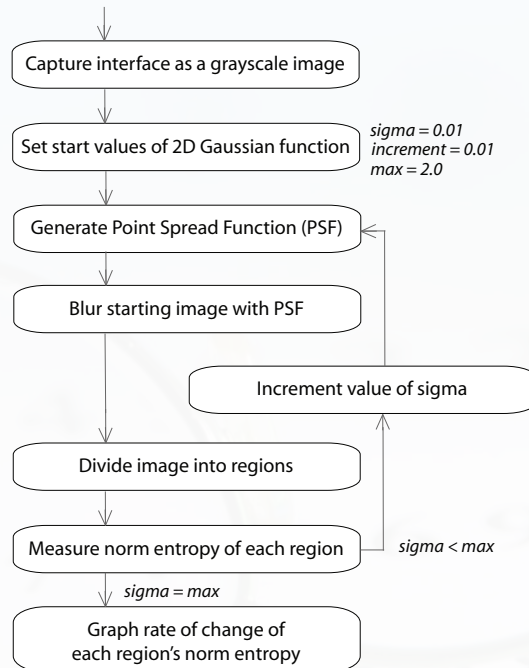 Capture interface as a grayscale image
Set start values of 2D Gaussian function
sigma = 0.01
increment = 0.01
max = 2.0
Generate Point Spread Function (PSF)
Blur starting image with PSF
Increment value of sigma
Divide image into regions
Measure norm entropy of each region
sigma < max
sigma = max
Graph rate of change of
each region's norm entropy